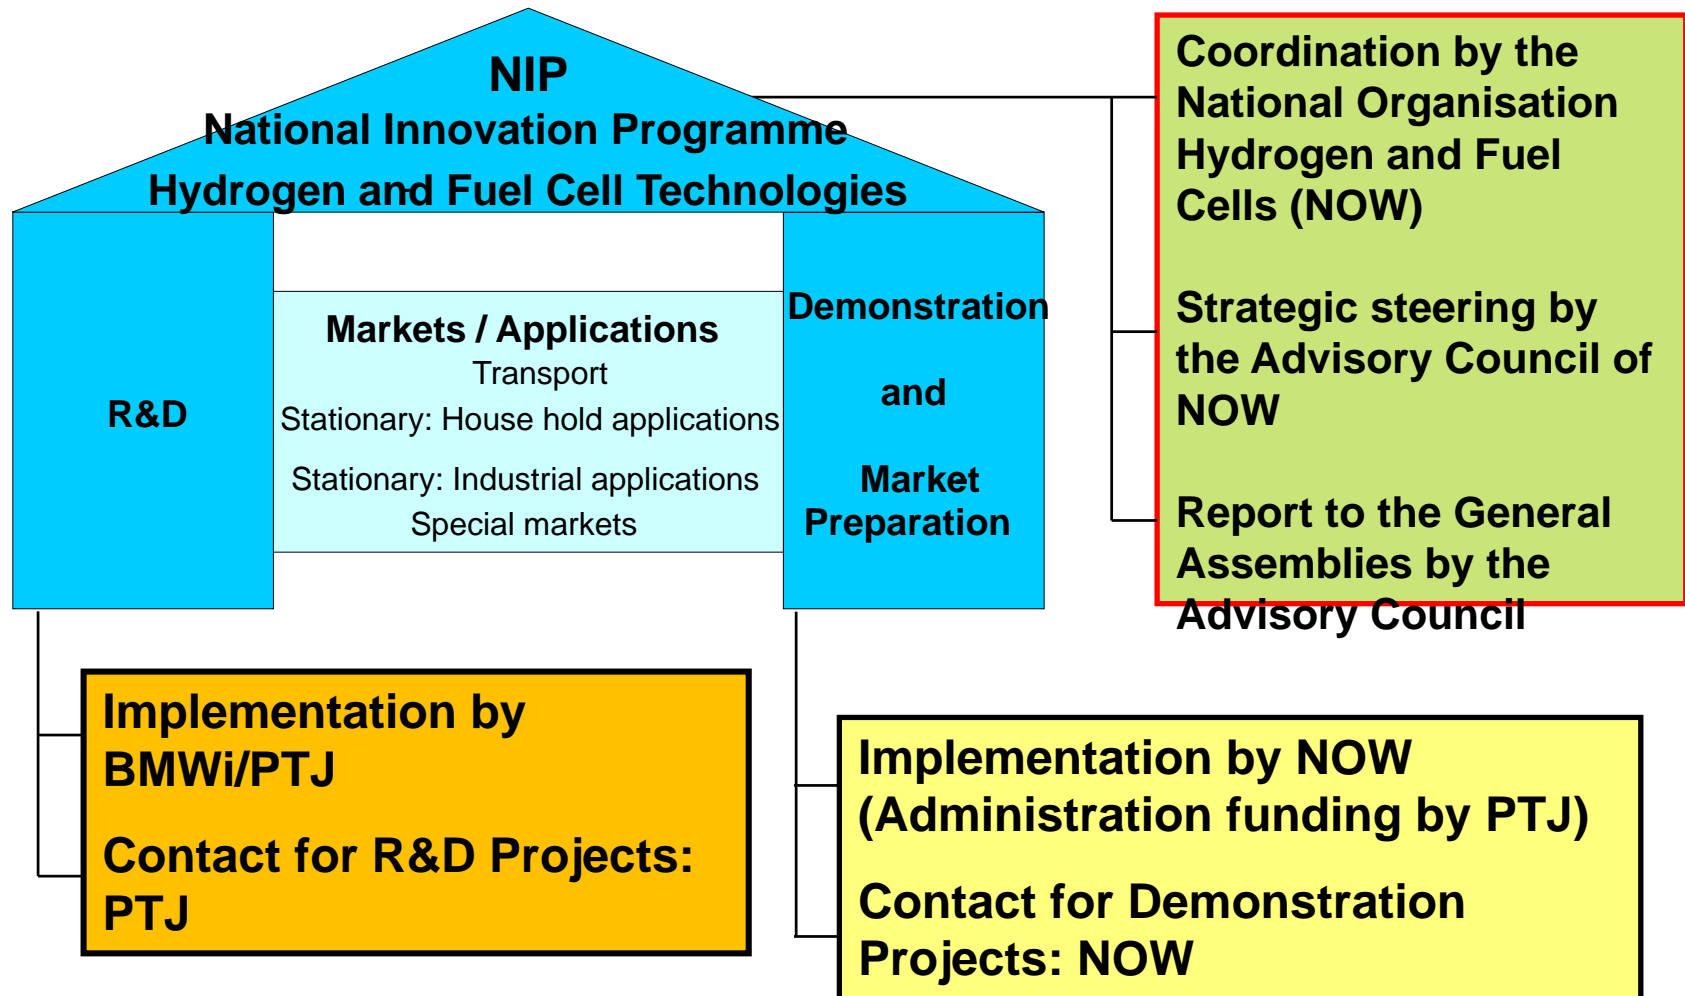 NIP
National Innovation Programme
Hydrogen and Fuel Cell Technologies
-
R&D
Markets / Applications
Transport
Stationary: House hold applications
Stationary: Industrial applications
Special markets
Demonstration
and
Market
Preparation
Coordination by the
National Organisation
Hydrogen and Fuel
Cells (NOW)
Strategic steering by
the Advisory Council of
NOW
Report to the General
Assemblies by the
Advisory Council
Implementation by
BMWi/PTJ
Contact for R&D Projects:
PTJ
Implementation by NOW
(Administration funding by PTJ)
Contact for Demonstration
Projects: NOW